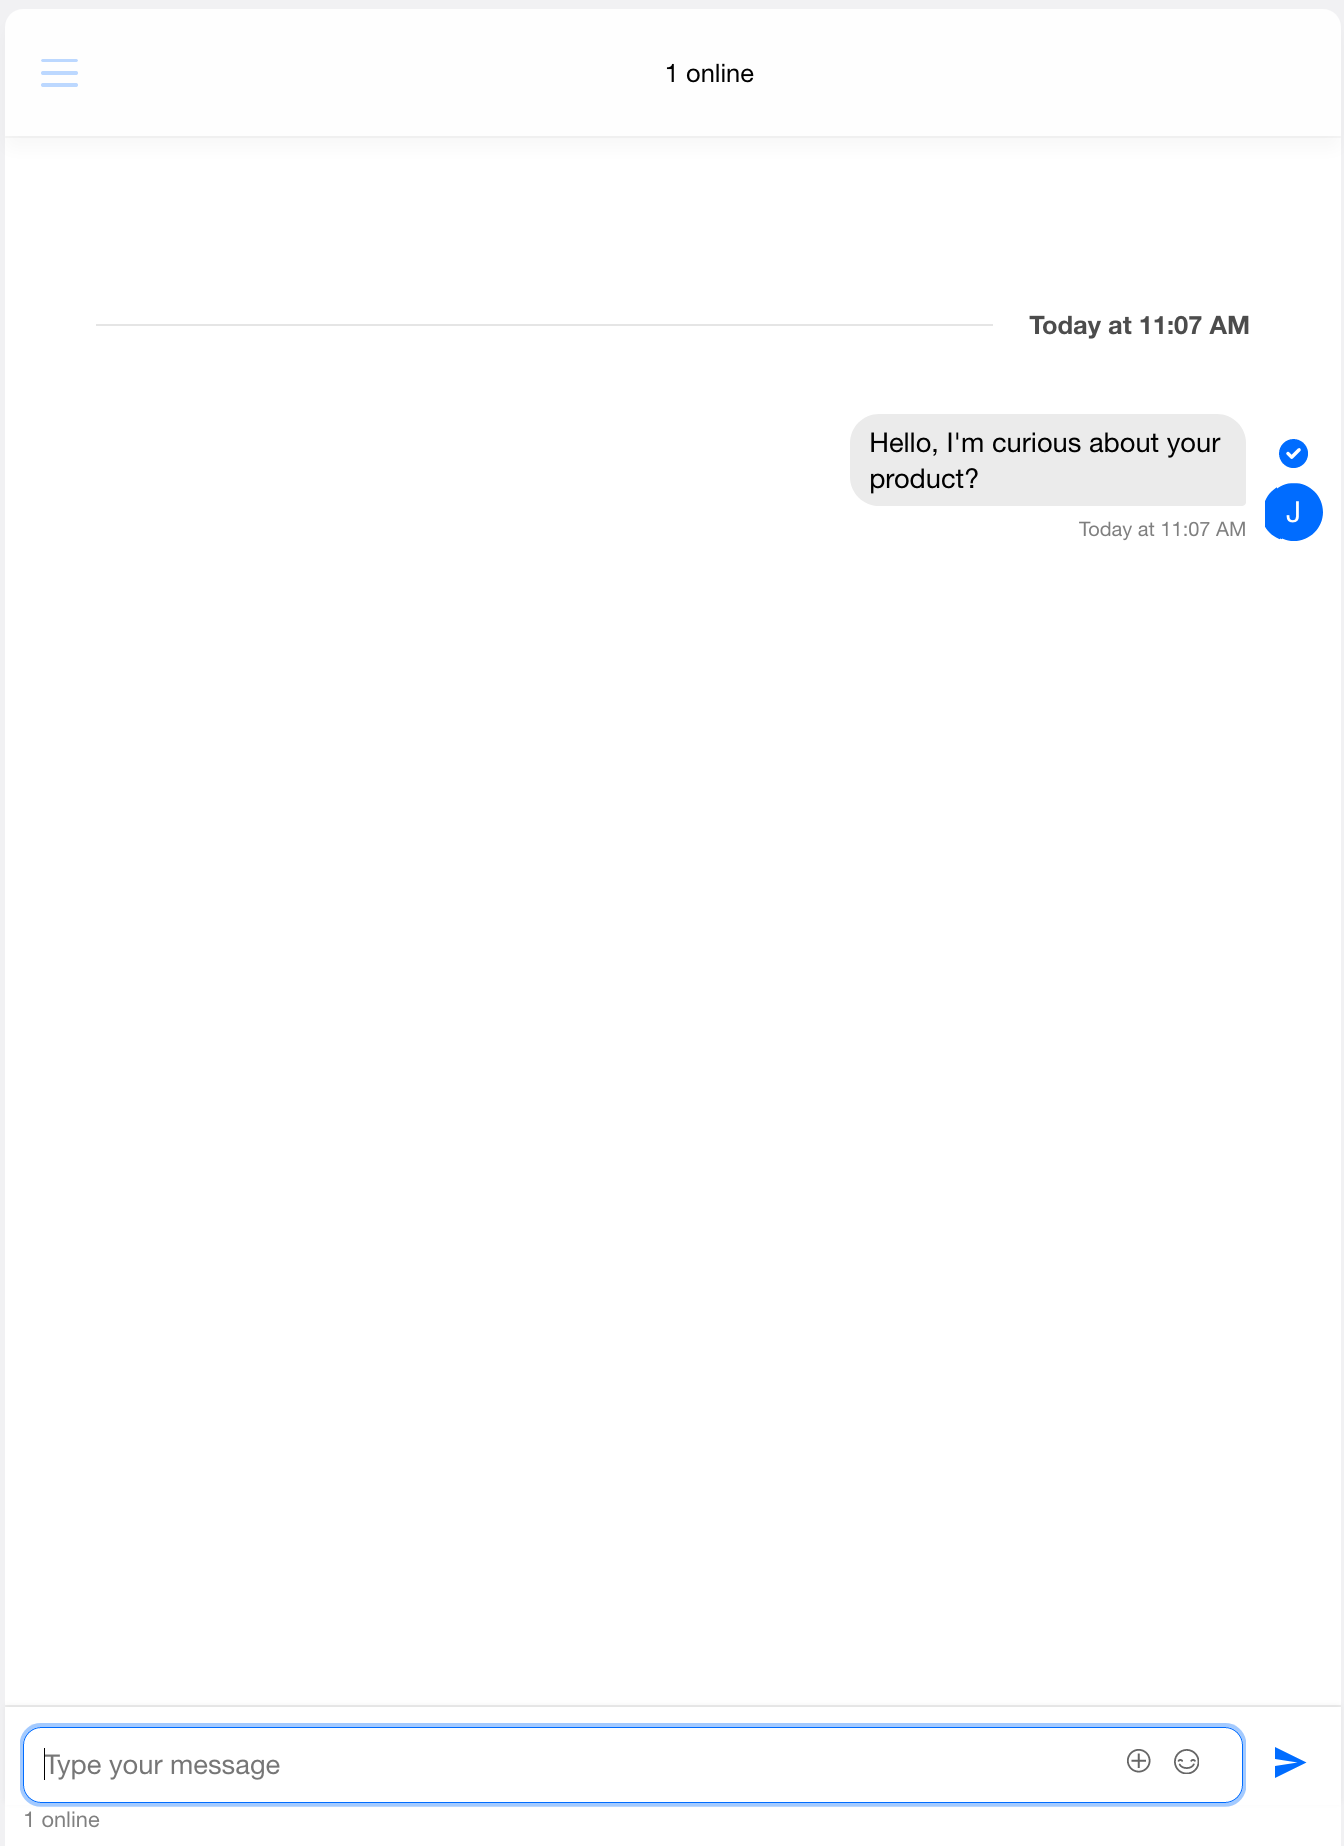 1 online
Today at 11:07 AM
Hello, I'm curious about your
product?
Today at 11:07 AM
J
Type your message
1 online